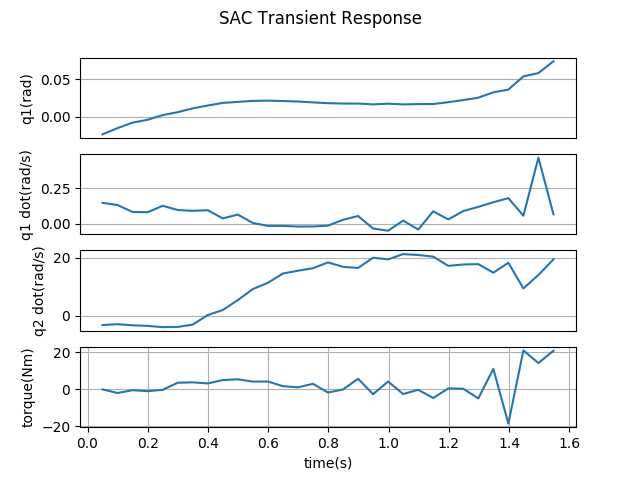 SAC Transient Response
0.05
0.00
q1(rad)
0.25
0.00
q1 dot(rad/s)
20
0
q2 dot(rad/s)
20
0
−20
torque(Nm)
0.0 0.2 0.4 0.6 0.8 1.0 1.2 1.4 1.6
time(s)